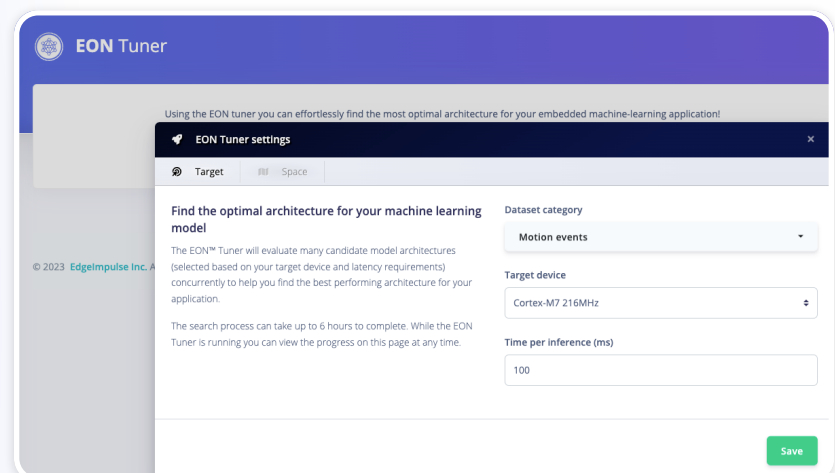 EON Tuner
Using the EON tuner you can effortlessly find the most optimal architecture for your embedded machine-learning application!
EON Tuner settings
×
Target
Space
Find the optimal architecture for your machine learning
model
The EON™ Tuner will evaluate many candidate model architectures
(selected based on your target device and latency requirements)
concurrently to help you find the best performing architecture for your
application.
The search process can take up to 6 hours to complete. While the EON
Tuner is running you can view the progress on this page at any time.
Dataset category
Motion events
Target device
Cortex-M7 216MHz
Time per inference (ms)
100
© 2023 EdgeImpulse Inc. A
Save